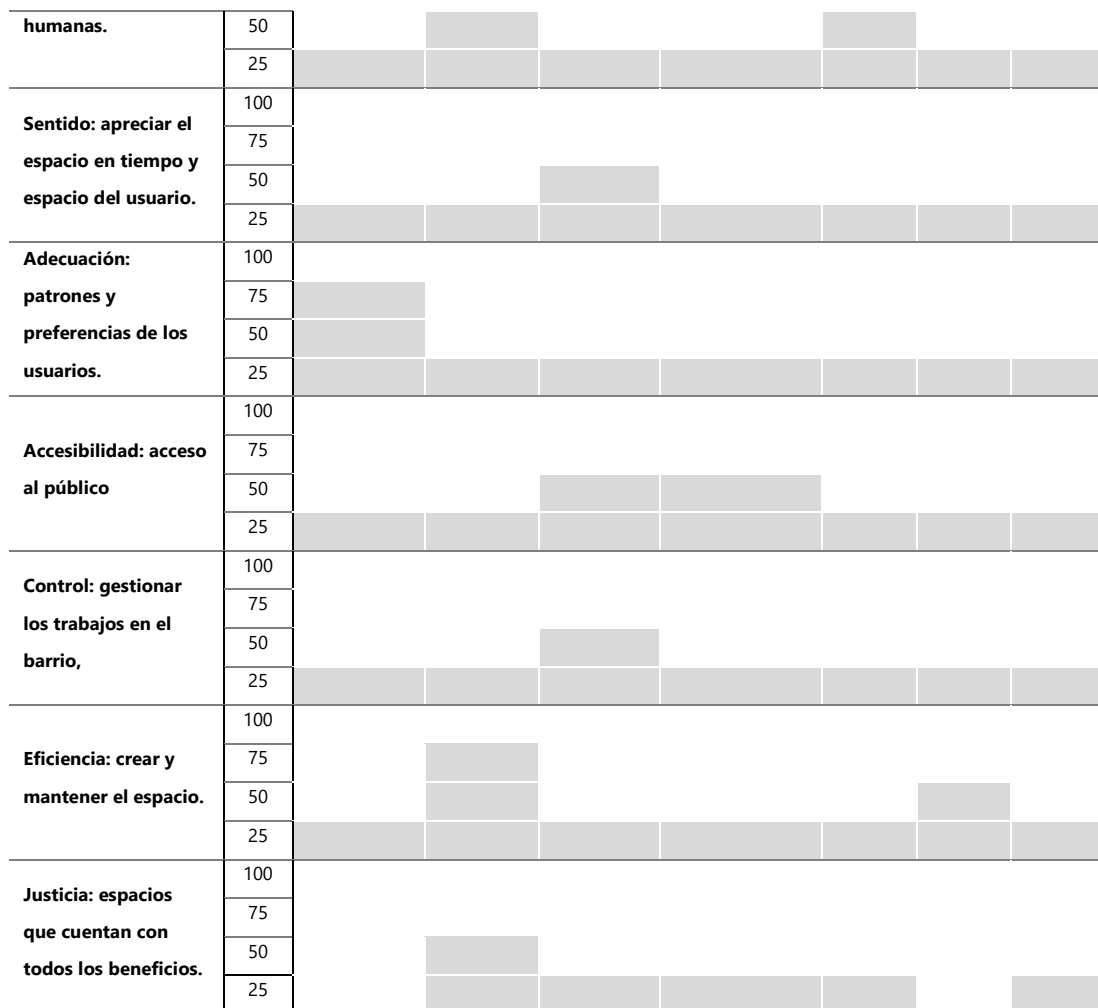 humanas.
50
25
Sentido: apreciar el
espacio en tiempo y
espacio del usuario.
100
75
50
25
Adecuación:
patrones y
preferencias de los
usuarios.
100
75
50
25
Accesibilidad: acceso
al público
100
75
50
25
Control: gestionar
los trabajos en el
barrio,
100
75
50
25
Eficiencia: crear y
mantener el espacio.
100
75
50
25
Justicia: espacios
que cuentan con
todos los beneficios.
100
75
50
25